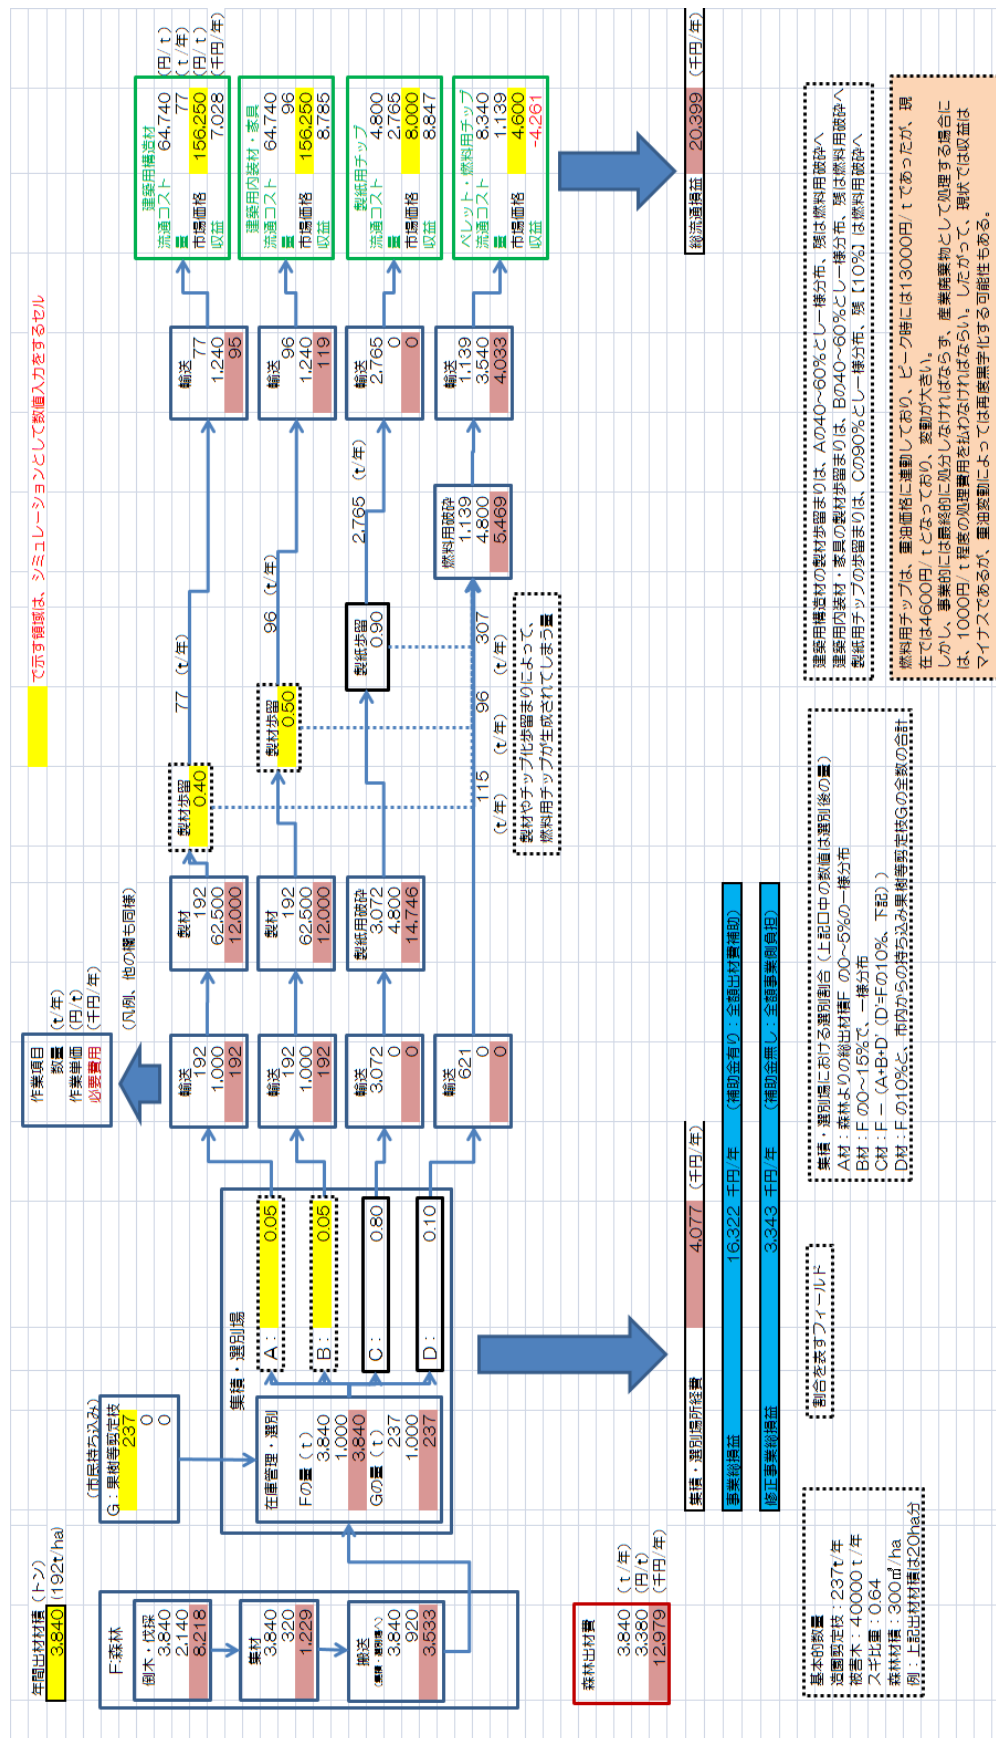 で示す領域は、シミュレーションとして数値入力をするセル
年間出材材積(トン)
3,840 (192t/ha)
F:森林
倒木・伐採
3,840
2,140
8,218
集材
3,840
320
1,229
搬送
(集積・選別場へ)
3,840
920
3,533
森林出材費
3,840 (t/年)
3,380 (円/t)
12,979 (千円/年)
(市民持ち込み)
G:果樹等剪定枝
237
0
0
集積・選別場
在庫管理・選別
Fの量(t)
3,840
1,000
3,840
Gの量(t)
237
1,000
237
A: 0.05
B: 0.05
C: 0.80
D: 0.10
作業項目
数量 (t/年)
作業単価 (円/t)
必要費用 (千円/年)
(凡例、他の欄も同様)
輸送
192
1,000
192
輸送
192
1,000
192
輸送
3,072
0
0
輸送
621
0
0
製材
192
62,500
12,000
製材
192
62,500
12,000
製紙用破砕
3,072
4,800
14,746
製材歩留
0.40
製材歩留
0.50
製紙歩留
0.90
77 (t/年)
96 (t/年)
2,765 (t/年)
115 96 307
(t/年) (t/年) (t/年)
製材やチップ化歩留まりによって、
燃料用チップが生成されてしまう量
燃料用破砕
1,139
4,800
5,469
輸送
77
1,240
95
輸送
96
1,240
119
輸送
2,765
0
0
輸送
1,139
3,540
4,033
建築用構造材
流通コスト 64,740 (円/t)
量 77 (t/年)
市場価格 156,250 (円/t)
収益 7,028 (千円/年)
建築用内装材・家具
流通コスト 64,740
量 96
市場価格 156,250
収益 8,785
製紙用チップ
流通コスト 4,800
量 2,765
市場価格 8,000
収益 8,847
ペレット・燃料用チップ
流通コスト 8,340
量 1,139
市場価格 4,600
収益 -4,261
集積・選別場所経費 4,077 (千円/年)
総流通損益 20,399 (千円/年)
事業総損益 16,322 千円/年 (補助金有り:全額出材費補助)
修正事業総損益 3,343 千円/年 (補助金無し:全額事業側負担)
基本的数量
造園剪定枝:237t/年
被害木:40000t/年
スギ比重:0.64
森林材積:300㎥/ha
例:上記出材材積は20ha分
割合を表すフィールド
集積・選別場における選別割合(上記口中の数値は選別後の量)
A材:森林よりの総出材積F の0~5%の一様分布
B材:Fの0~15%で、一様分布
C材:F-(A+B+D' (D'=Fの10%、下記))
D材:Fの10%と、市内からの持ち込み果樹等剪定枝Gの全数の合計
建築用構造材の製材歩留まりは、Aの40~60%とし一様分布、残は燃料用破砕へ
建築用内装材・家具の製材歩留まりは、Bの40~60%とし一様分布、残は燃料用破砕へ
製紙用チップの歩留まりは、Cの90%とし一様分布、残【10%】は燃料用破砕へ
燃料用チップは、重油価格に連動しており、ピーク時には13000円/tであったが、現
在では4600円/tとなっており、変動が大きい。
しかし、事業的には最終的に処分しなければならず、産業廃棄物として処理する場合に
は、1000円/t程度の処理費用を払わなければならない。したがって、現状では収益は
マイナスであるが、重油変動によっては再度黒字化する可能性もある。